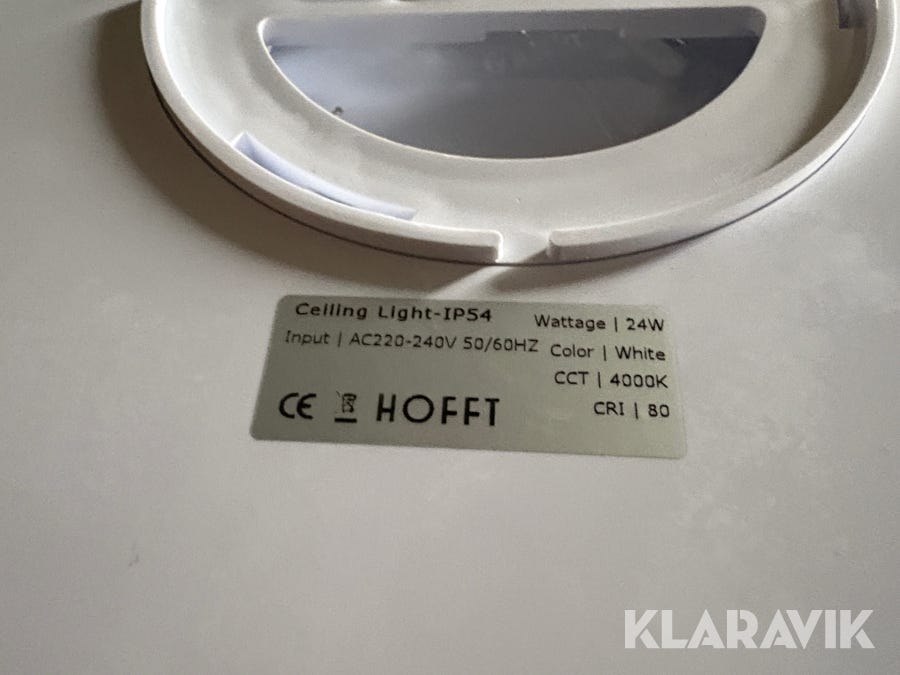 Ceiling Light-IP54
Input | AC220-240V 50/60HZ
Wattage | 24W
Color | White
CCT | 4000K
CRI | 80
CE HOFFT
KLARAVIK